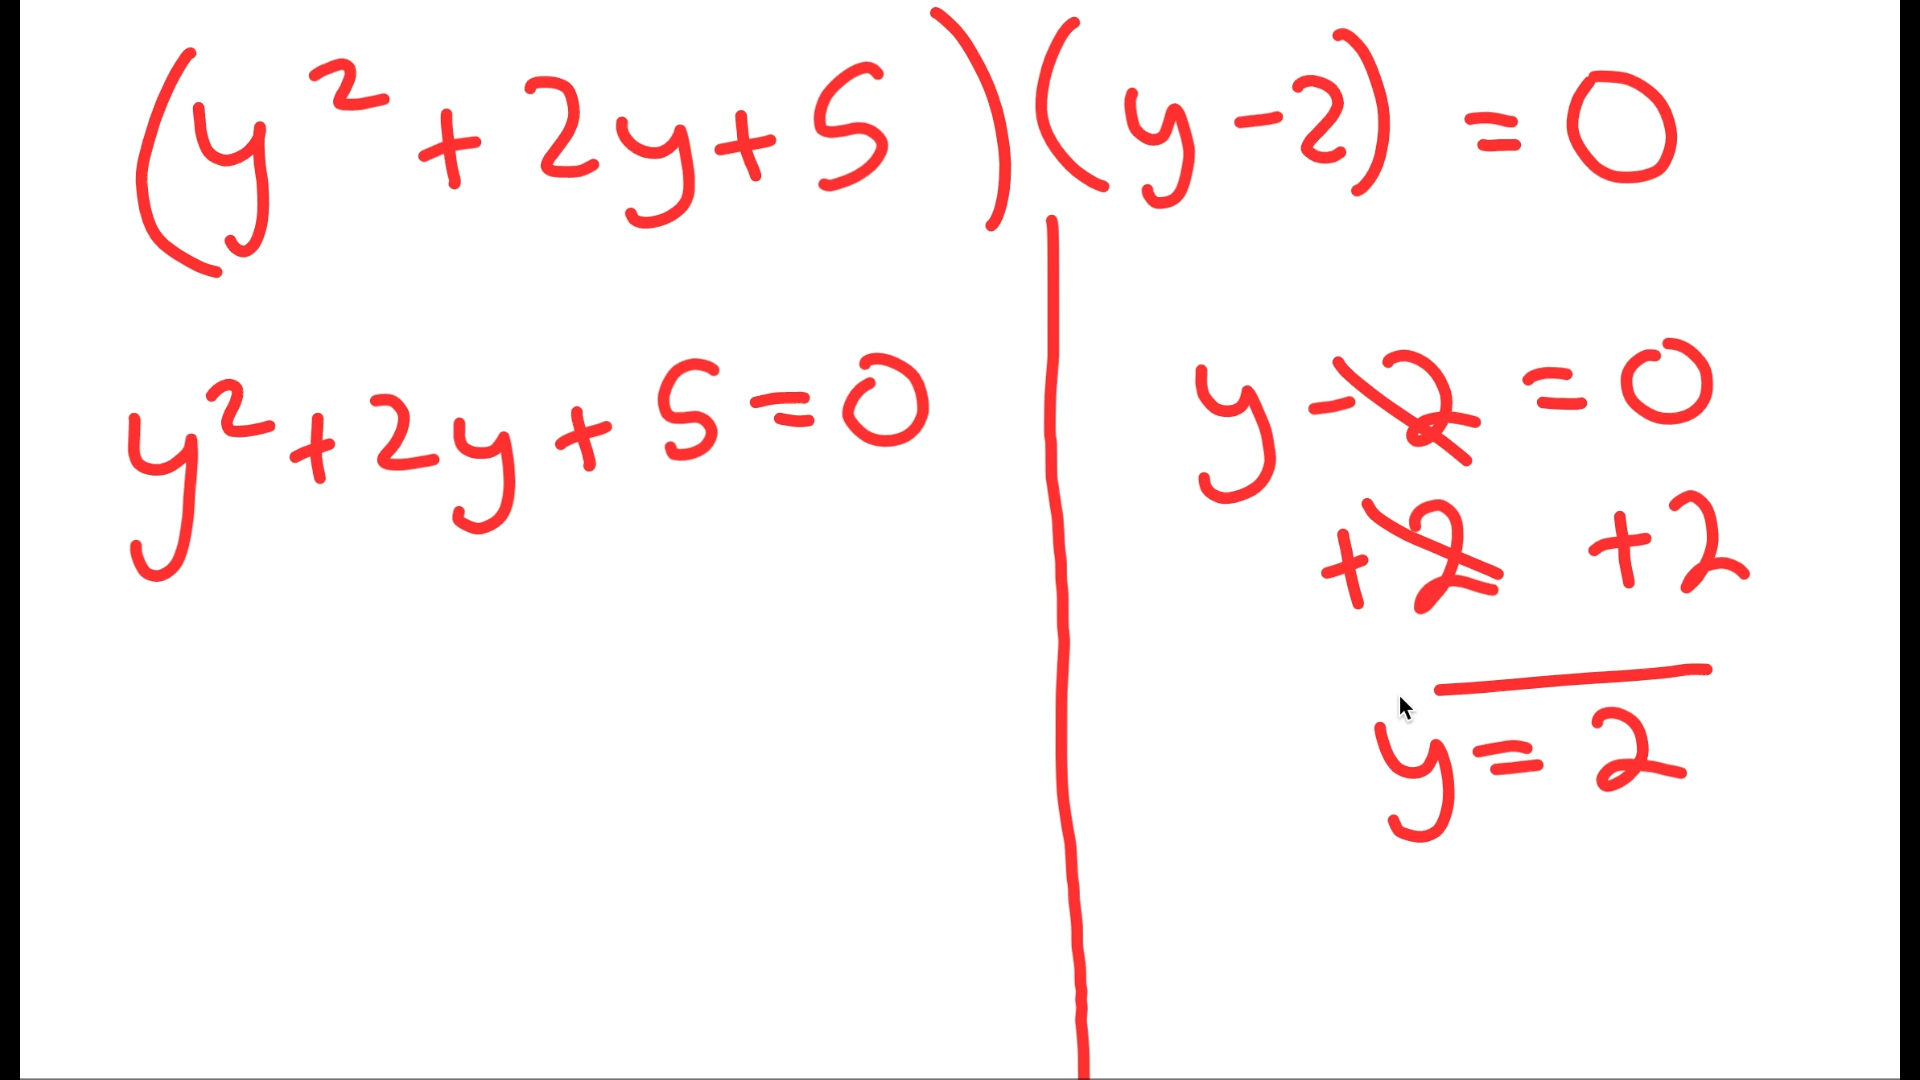 (y² + 2y + 5)(y - 2) = 0
y² + 2y + 5 = 0
y - 2 = 0
+ 2 + 2
y = 2